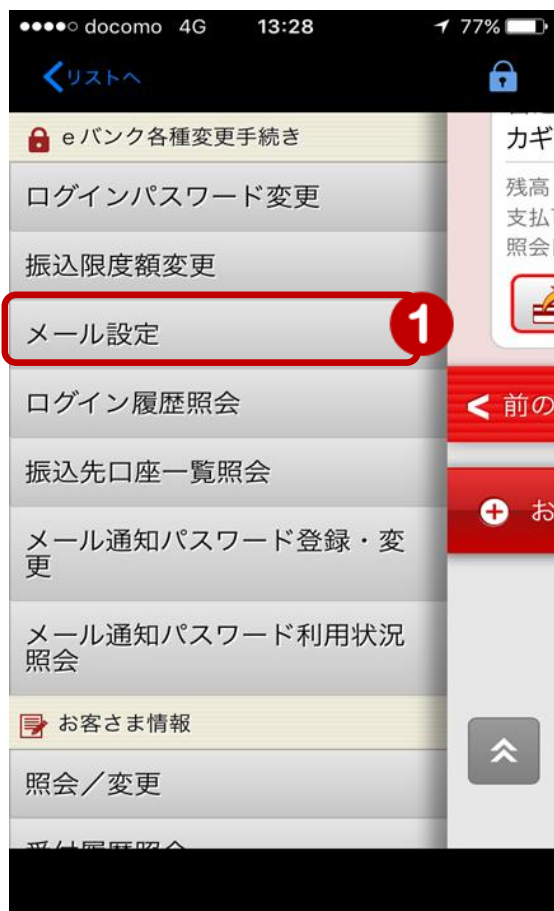 docomo 4G 13:28 77%
リストへ
eバンク各種変更手続き
ログインパスワード変更
振込限度額変更
メール設定
1
ログイン履歴照会
振込先口座一覧照会
メール通知パスワード登録・変
更
メール通知パスワード利用状況
照会
お客さま情報
照会／変更
カギ
残高
支払
照会
前の
お